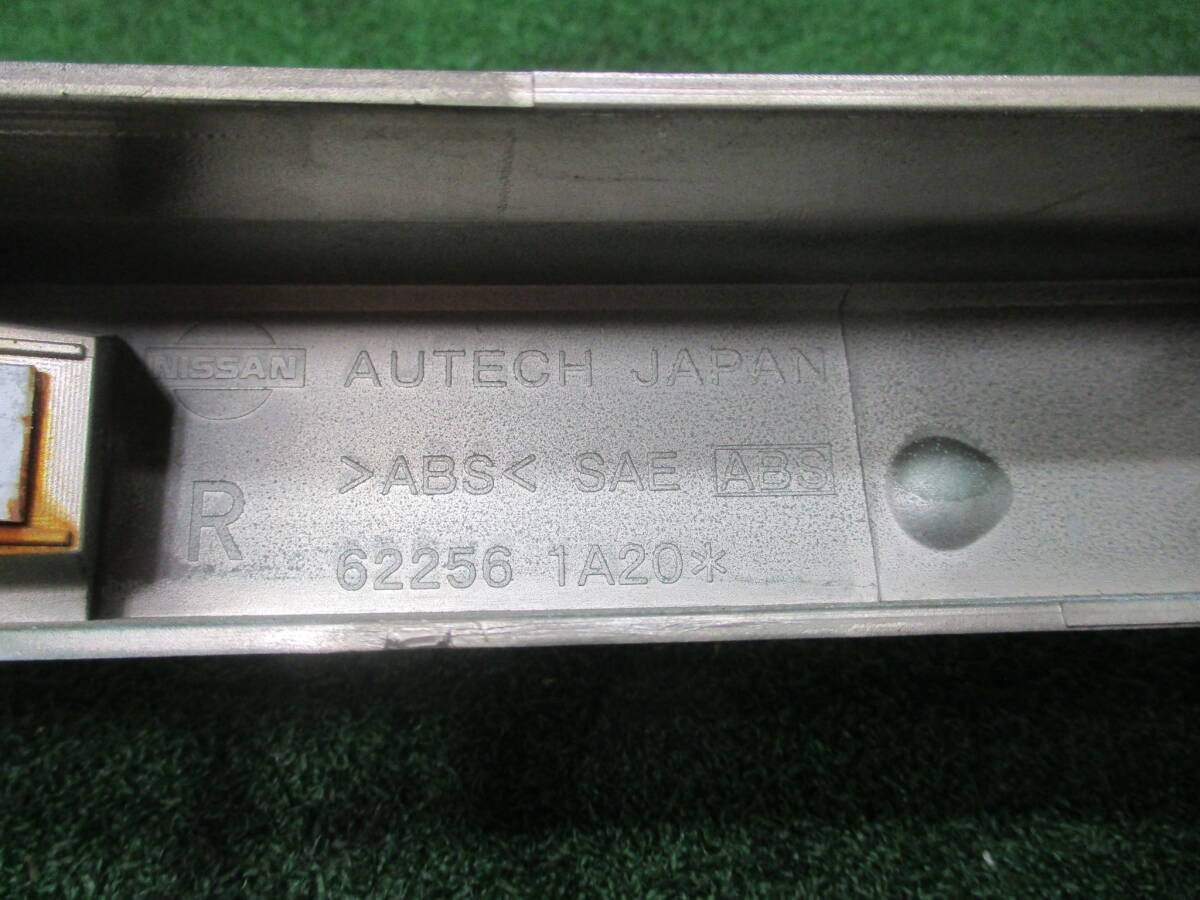 NISSAN AUTECH JAPAN
>ABS< SAE ABS
R
62256 1A20*